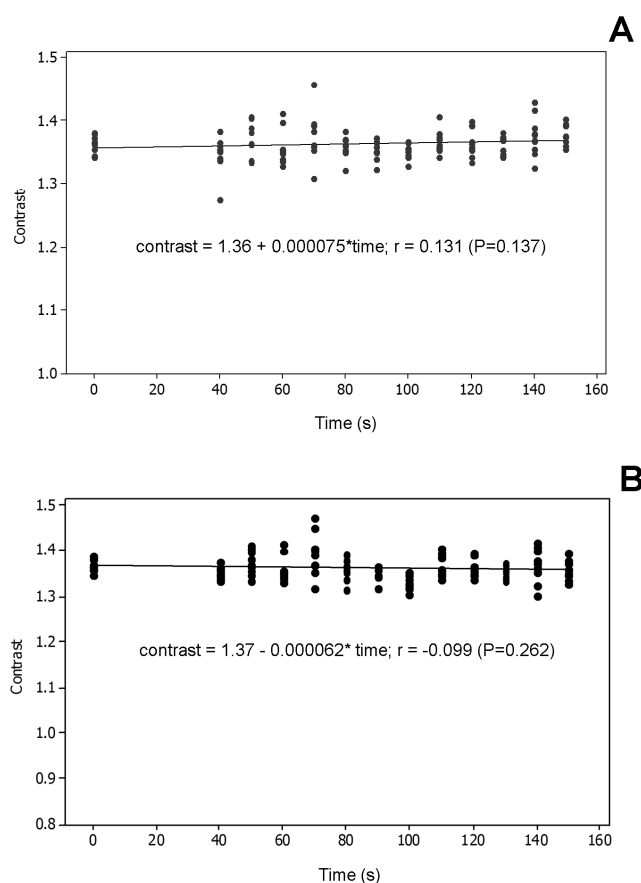 A
1.5
1.4
1.3
1.2
1.1
1.0
Contrast
contrast = 1.36 + 0.000075*time; r = 0.131 (P=0.137)
0 20 40 60 80 100 120 140 160
Time (s)
B
1.5
1.4
1.3
1.2
1.1
1.0
0.9
0.8
Contrast
contrast = 1.37 - 0.000062* time; r = -0.099 (P=0.262)
0 20 40 60 80 100 120 140 160
Time (s)